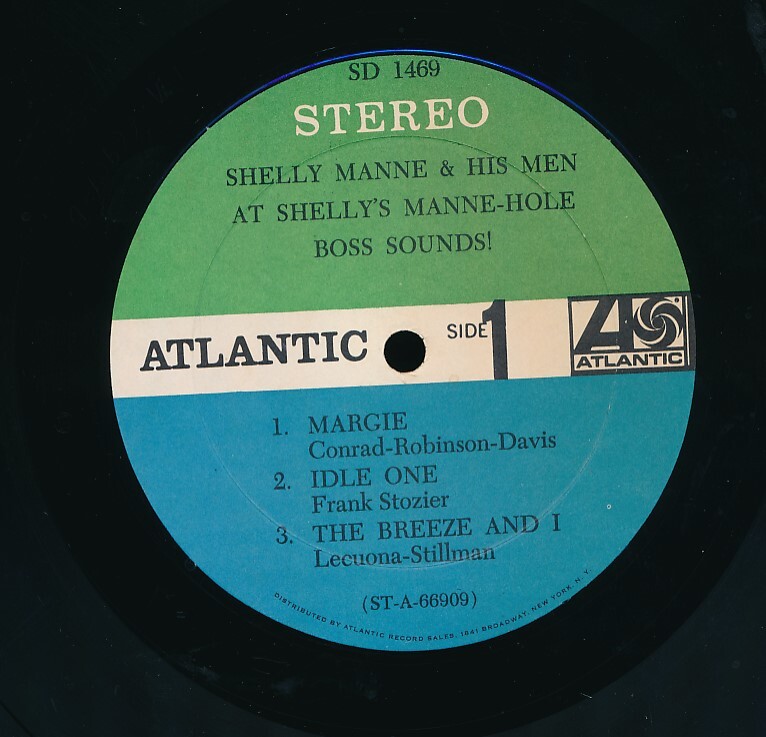 SD 1469
STEREO
SHELLY MANNE & HIS MEN
AT SHELLY'S MANNE-HOLE
BOSS SOUNDS!
ATLANTIC
SIDE 1
ATLANTIC
1. MARGIE
Conrad-Robinson-Davis
2. IDLE ONE
Frank Stozier
3. THE BREEZE AND I
Lecuona-Stillman
(ST-A-66909)
DISTRIBUTED BY ATLANTIC RECORD SALES, 1841 BROADWAY, NEW YORK, N. Y.